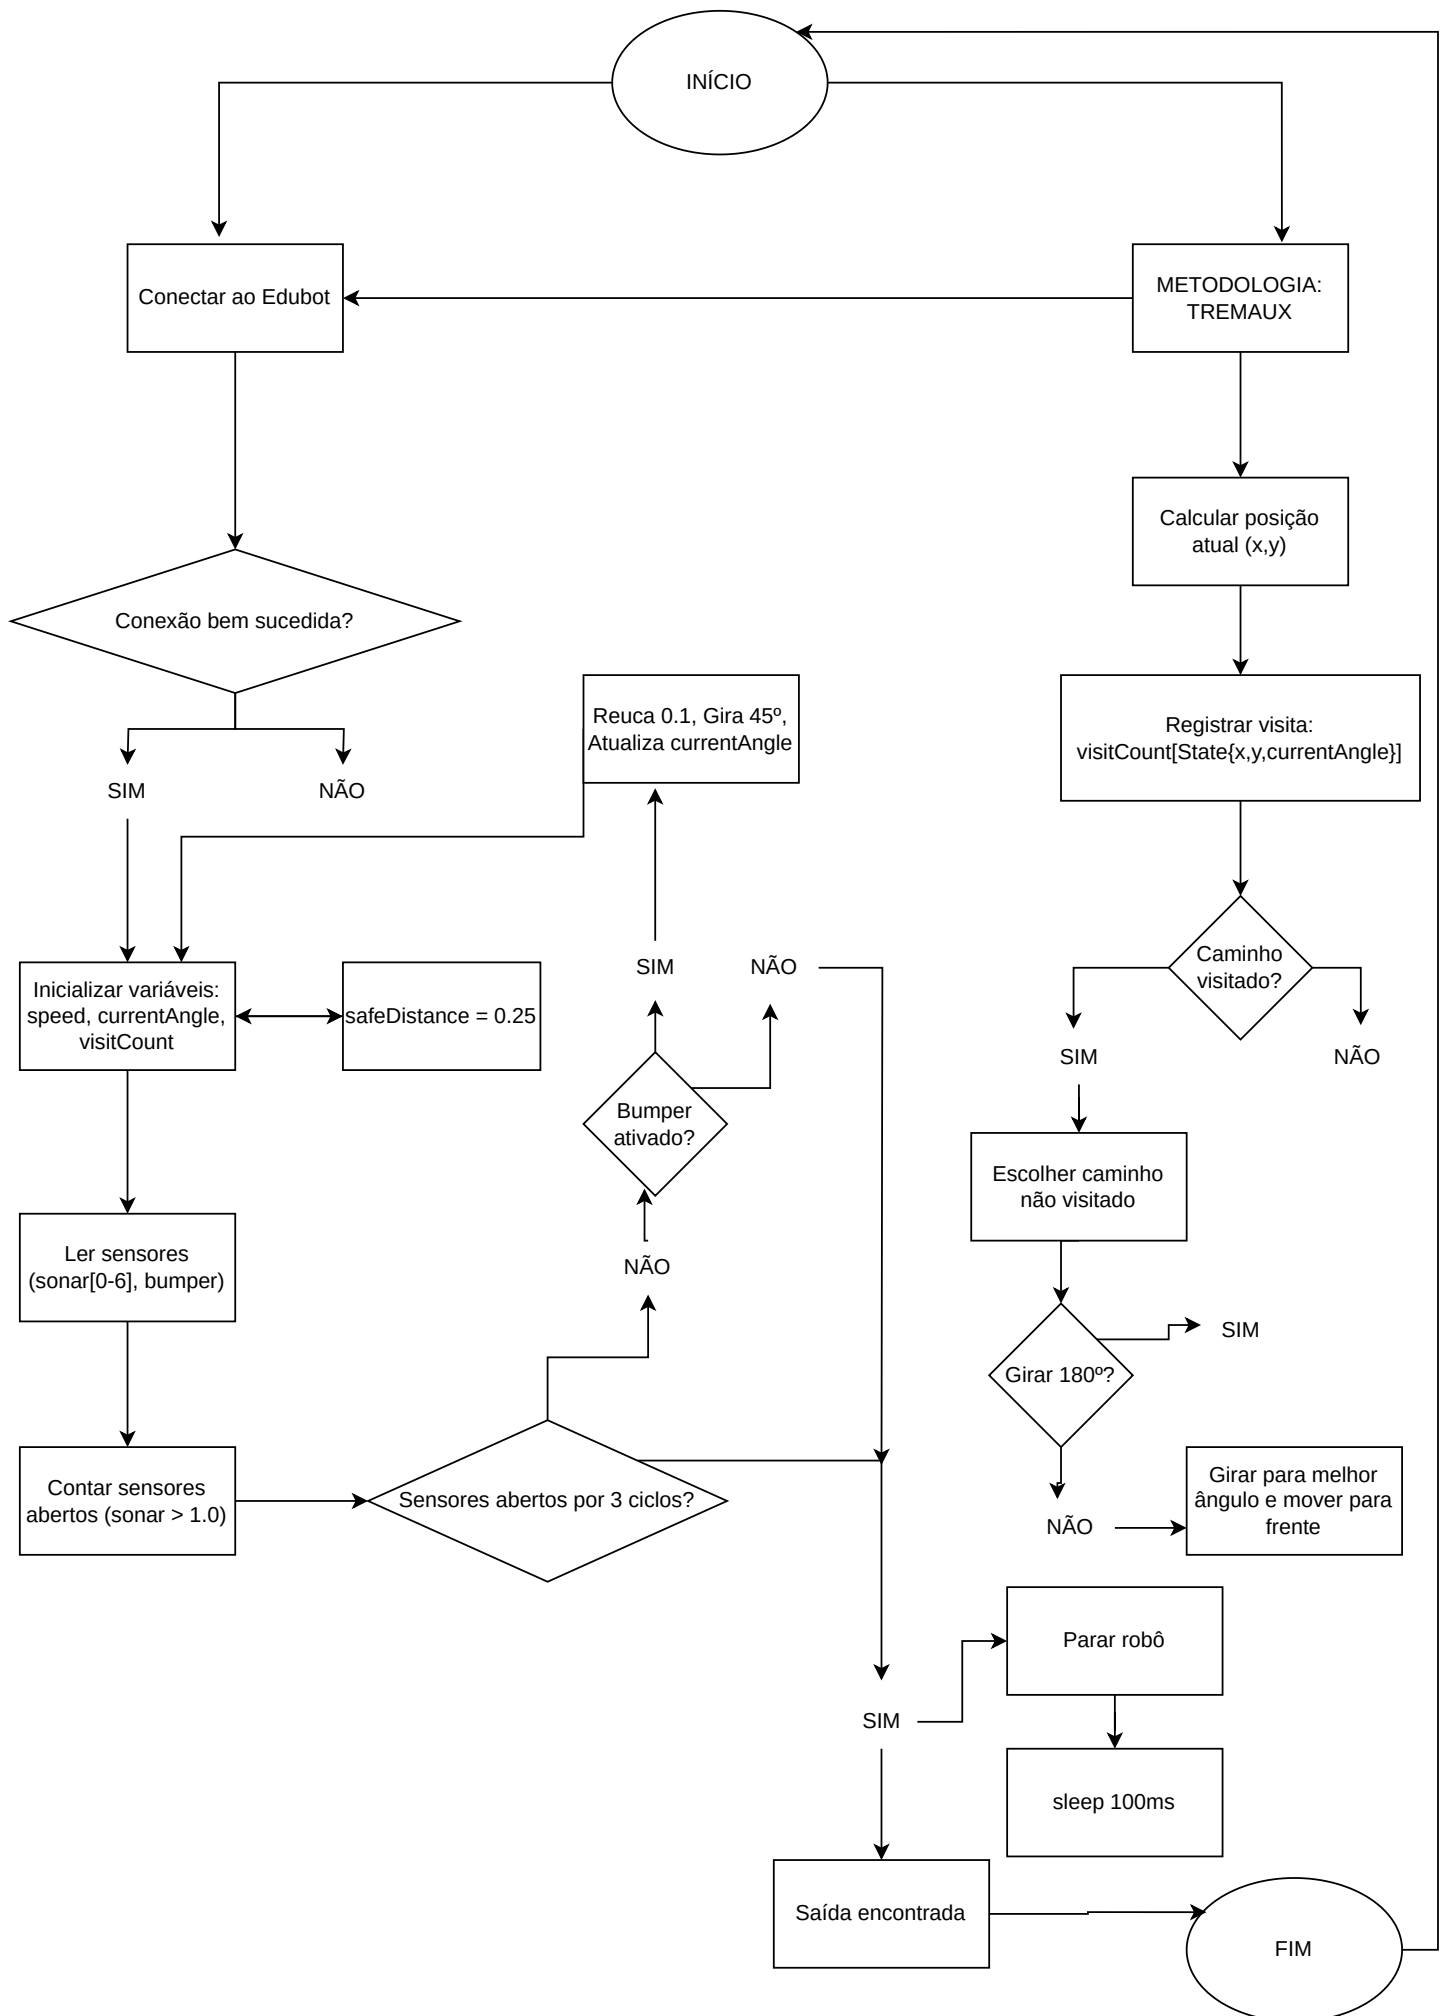 INÍCIO
Conectar ao Edubot
METODOLOGIA:
TREMAUX
Calcular posição
atual (x,y)
Conexão bem sucedida?
Reuca 0.1, Gira 45º,
Atualiza currentAngle
Registrar visita:
visitCount[State{x,y,currentAngle}]
SIM
NÃO
Inicializar variáveis:
speed, currentAngle,
visitCount
safeDistance = 0.25
SIM
NÃO
Caminho
visitado?
SIM
NÃO
Bumper
ativado?
Escolher caminho
não visitado
Ler sensores
(sonar[0-6], bumper)
NÃO
SIM
Girar 180º?
Contar sensores
abertos (sonar > 1.0)
Sensores abertos por 3 ciclos?
NÃO
Girar para melhor
ângulo e mover para
frente
Parar robô
SIM
sleep 100ms
Saída encontrada
FIM